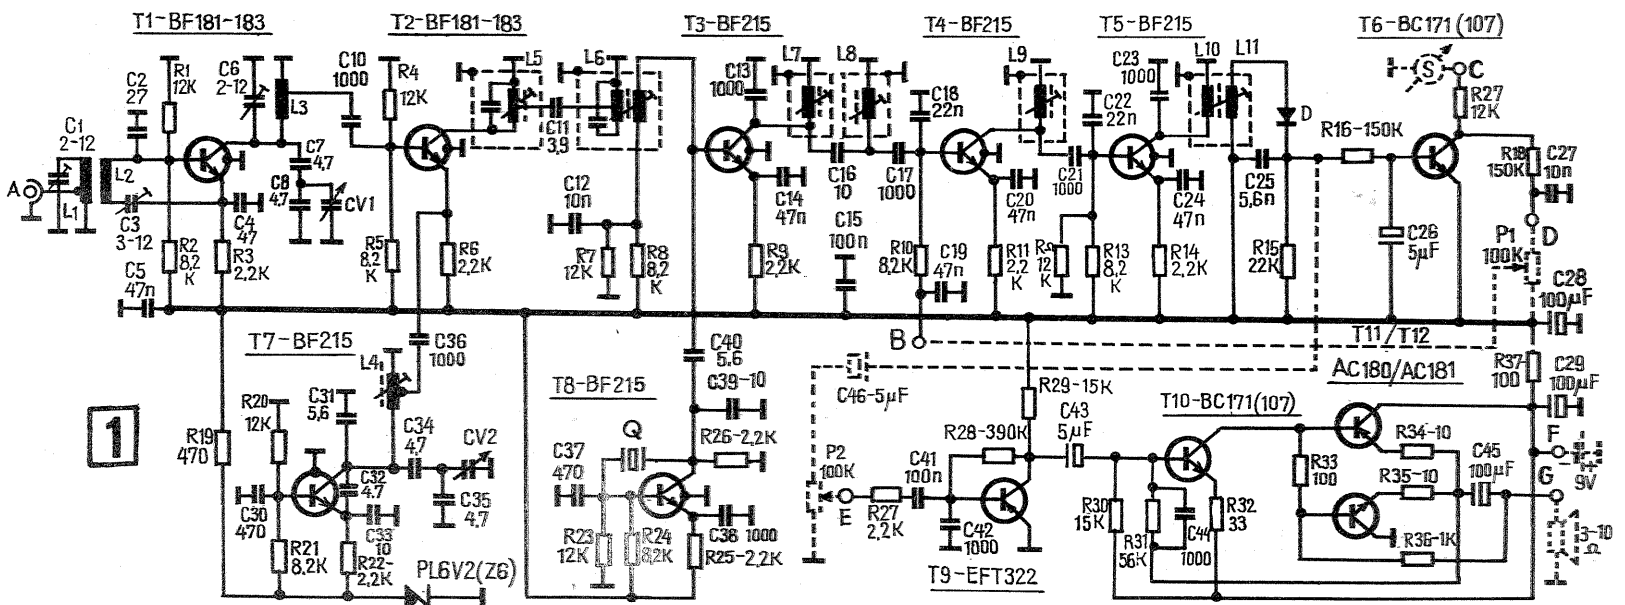 T1-BF181-183
T2-BF181-183
T3-BF215
T4-BF215
T5-BF215
T6-BC171(107)
C2
27
R1
12K
C6
2-12
L3
C10
1000
R4
12K
L5
L6
C11
3,9
C13
1000
L7
L8
C18
22n
L9
C23
1000
C22
22n
L10
L11
D
S
C
R27
12K
C1
2-12
A
L1
L2
C3
3-12
C7
4,7
C8
4,7
CV1
C4
47
R2
8,2
K
R3
2,2K
C5
47n
R5
8,2
K
R6
2,2K
C12
10n
R7
12K
R8
8,2
K
C14
47n
R9
2,2K
C16
10
C17
1000
C15
100n
R10
8,2K
C19
47n
C20
47n
R11
2,2
K
C21
1000
R9
12
K
R13
8,2
K
C24
47n
R14
2,2K
C25
5,6n
R15
22K
R16-150K
C26
5µF
R18
150K
C27
10n
D
P1
100K
C28
100µF
B
T7-BF215
L4
C36
1000
C40
5,6
C39-10
T8-BF215
C46-5µF
T11/T12
AC180/AC181
R37
100
C29
100µF
1
R19
470
R20
12K
C31
5,6
C32
4,7
C34
4,7
CV2
C35
4,7
C30
470
R21
8,2K
C33
10
R22-
2,2K
PL6V2(Z6)
Q
R26-2,2K
C37
470
R23
12K
R24
8,2K
C38 1000
R25-2,2K
P2
100K
E
R27
2,2K
C41
100n
R28-390K
R29-15K
C43
5µF
C42
1000
T9-EFT322
T10-BC171(107)
R30
15K
R31
56K
C44
1000
R32
33
R33
100
R34-10
R35-10
R36-1K
C45
100µF
F
G
-
+
9V
3-10
Ω